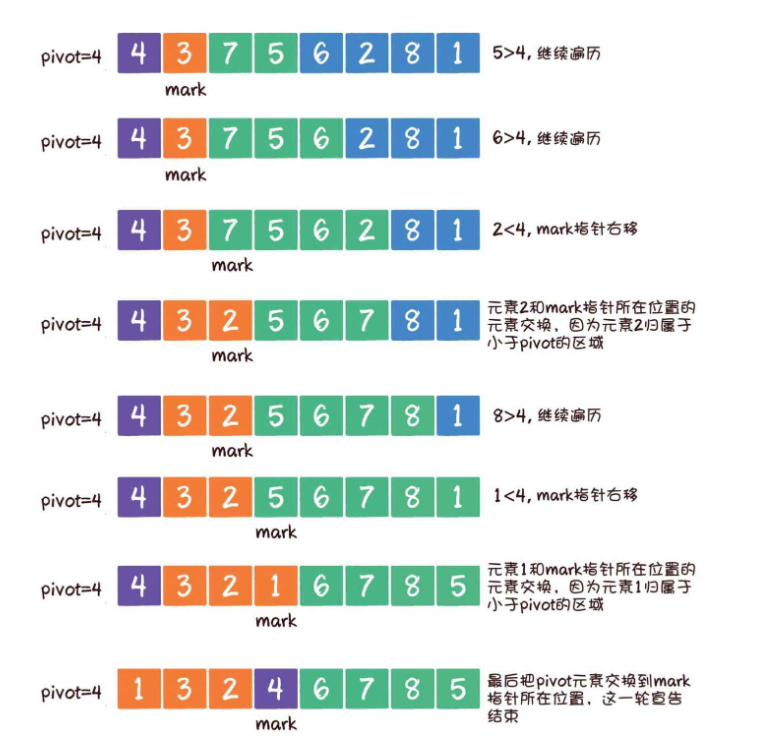 pivot=4 4 3 7 5 6 2 8 1 5>4, 继续遍历
mark
pivot=4 4 3 7 5 6 2 8 1 6>4, 继续遍历
mark
pivot=4 4 3 7 5 6 2 8 1 2<4, mark指针右移
mark
pivot=4 4 3 2 5 6 7 8 1 元素2和mark指针所在位置的
元素交换，因为元素2归属于
小于pivot的区域
mark
pivot=4 4 3 2 5 6 7 8 1 8>4, 继续遍历
mark
pivot=4 4 3 2 5 6 7 8 1 1<4, mark指针右移
mark
pivot=4 4 3 2 1 6 7 8 5 元素1和mark指针所在位置的
元素交换，因为元素1归属于
小于pivot的区域
mark
pivot=4 1 3 2 4 6 7 8 5 最后把pivot元素交换到mark
指针所在位置，这一轮宣告
结束
mark